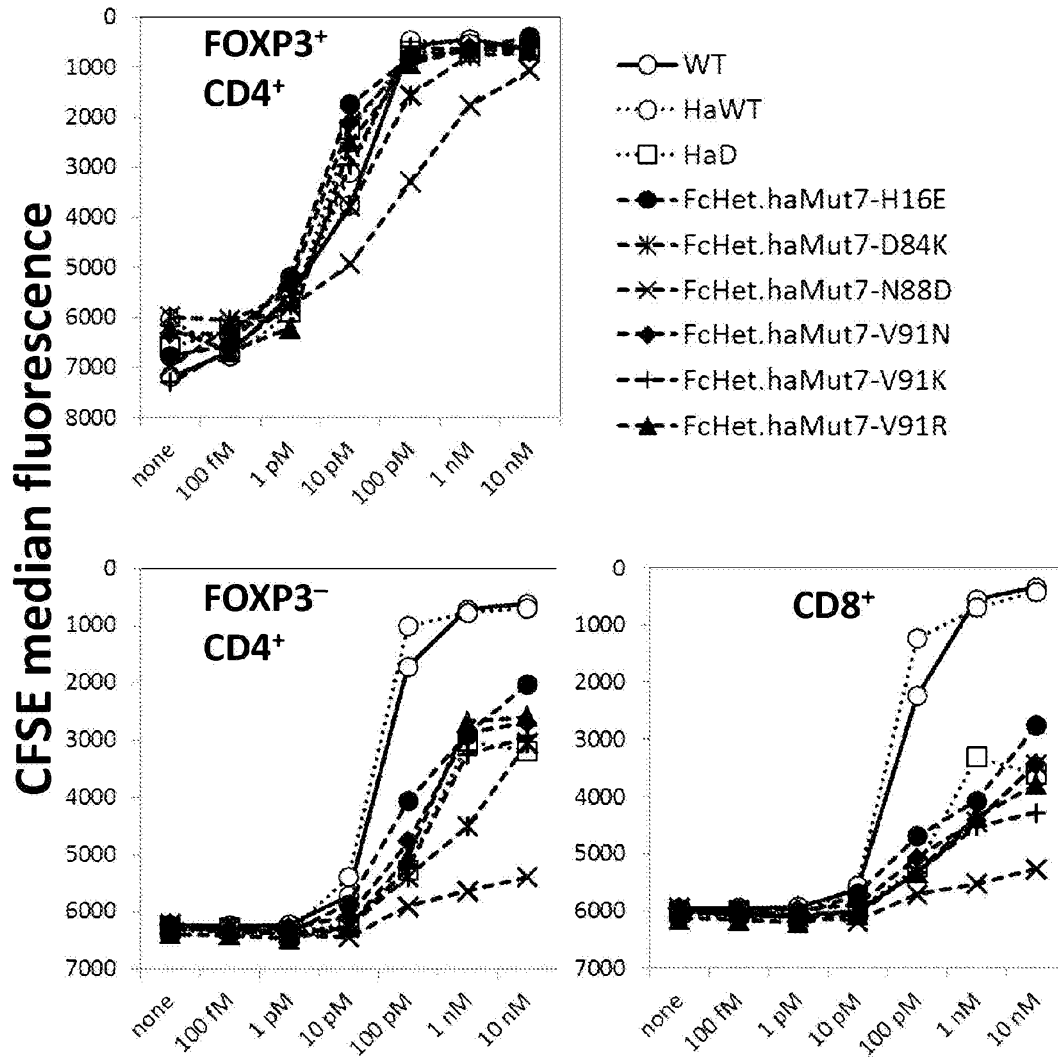 CFSE median fluorescence
FOXP3⁺
CD4⁺
0
1000
2000
3000
4000
5000
6000
7000
8000
none
100 fM
1 pM
10 pM
100 pM
1 nM
10 nM
WT
HaWT
HaD
FcHet.haMut7-H16E
FcHet.haMut7-D84K
FcHet.haMut7-N88D
FcHet.haMut7-V91N
FcHet.haMut7-V91K
FcHet.haMut7-V91R
FOXP3⁻
CD4⁺
0
1000
2000
3000
4000
5000
6000
7000
none
100 fM
1 pM
10 pM
100 pM
1 nM
10 nM
CD8⁺
0
1000
2000
3000
4000
5000
6000
7000
none
100 fM
1 pM
10 pM
100 pM
1 nM
10 nM